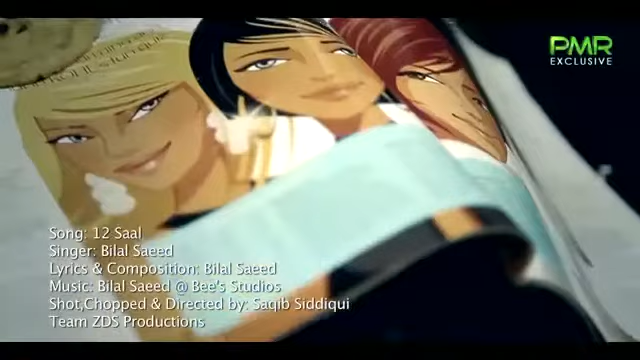 PMR
EXCLUSIVE
Song: 12 Saal
Singer: Bilal Saeed
Lyrics & Composition: Bilal Saeed
Music: Bilal Saeed @ Bee's Studios
Shot,Chopped & Directed by: Saqib Siddiqui
Team ZDS Productions